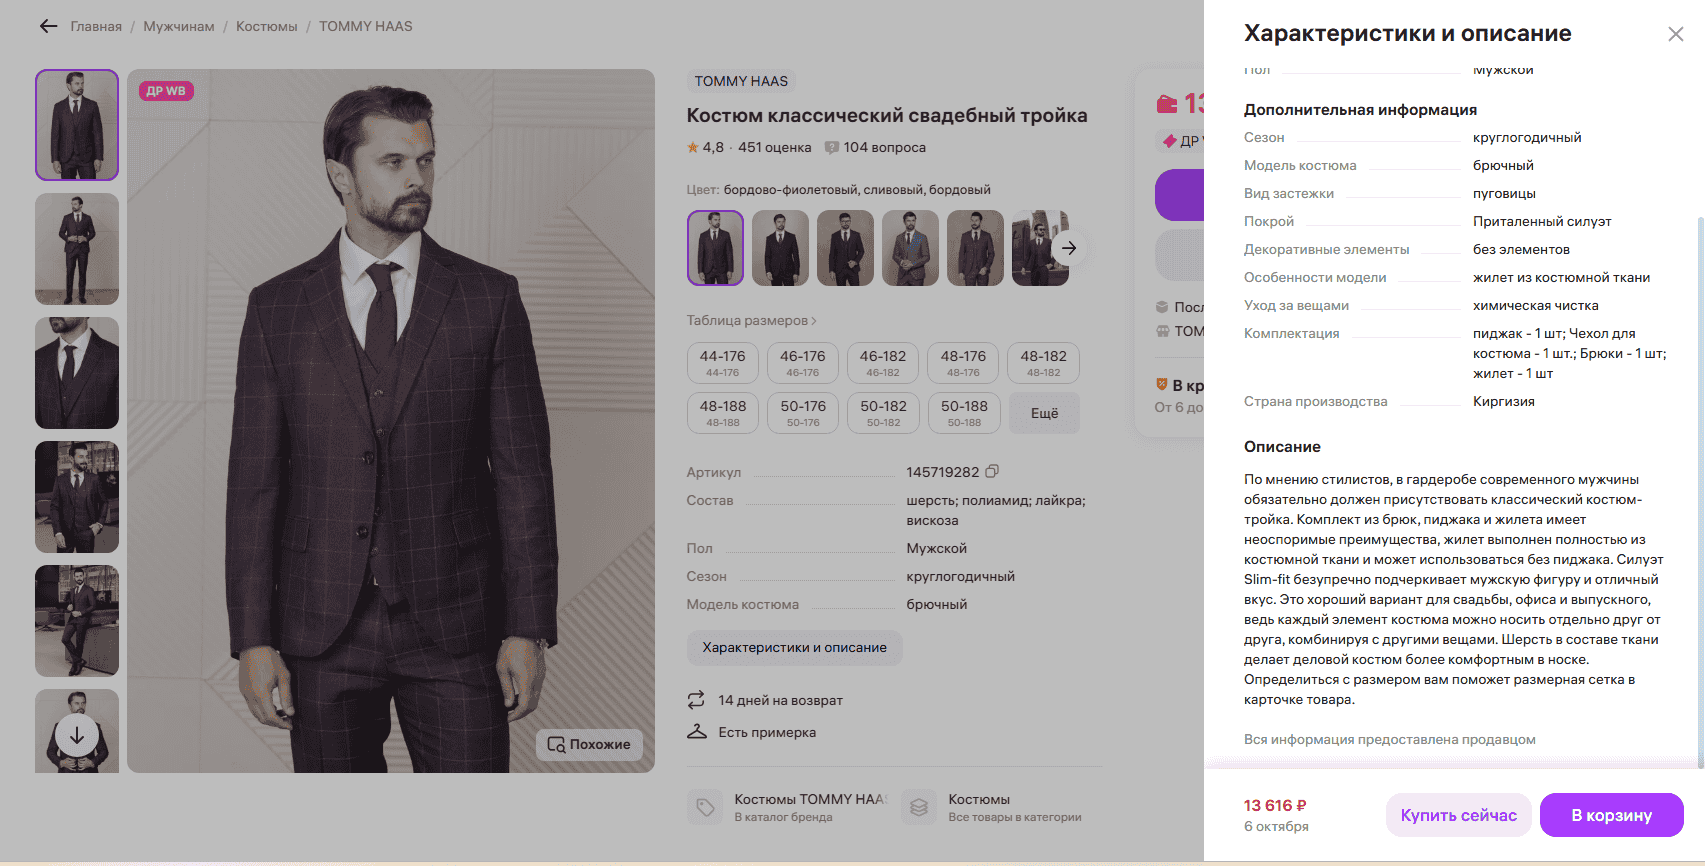 Главная / Мужчинам / Костюмы / TOMMY HAAS
ДР WB
Похожие
TOMMY HAAS
Костюм классический свадебный тройка
4,8 · 451 оценка 104 вопроса
Цвет: бордово-фиолетовый, сливовый, бордовый
Таблица размеров
44-176 46-176 46-182 48-176 48-182
44-176 46-176 46-182 48-176 48-182
48-188 50-176 50-182 50-188 Ещё
48-188 50-176 50-182 50-188
Артикул 145719282
Состав шерсть; полиамид; лайкра;
вискоза
Пол Мужской
Сезон круглогодичный
Модель костюма брючный
Характеристики и описание
14 дней на возврат
Есть примерка
Костюмы TOMMY HAAS
В каталог бренда
Костюмы
Все товары в категории
13
ДР
Посл
ТОМ
В кр
От 6 до
Характеристики и описание
Пол Мужской
Дополнительная информация
Сезон круглогодичный
Модель костюма брючный
Вид застежки пуговицы
Покрой Приталенный силуэт
Декоративные элементы без элементов
Особенности модели жилет из костюмной ткани
Уход за вещами химическая чистка
Комплектация пиджак - 1 шт; Чехол для
костюма - 1 шт.; Брюки - 1 шт;
жилет - 1 шт
Страна производства Киргизия
Описание
По мнению стилистов, в гардеробе современного мужчины
обязательно должен присутствовать классический костюм-
тройка. Комплект из брюк, пиджака и жилета имеет
неоспоримые преимущества, жилет выполнен полностью из
костюмной ткани и может использоваться без пиджака. Силуэт
Slim-fit безупречно подчеркивает мужскую фигуру и отличный
вкус. Это хороший вариант для свадьбы, офиса и выпускного,
ведь каждый элемент костюма можно носить отдельно друг от
друга, комбинируя с другими вещами. Шерсть в составе ткани
делает деловой костюм более комфортным в носке.
Определиться с размером вам поможет размерная сетка в
карточке товара.
Вся информация предоставлена продавцом
13 616 ₽
6 октября
Купить сейчас
В корзину